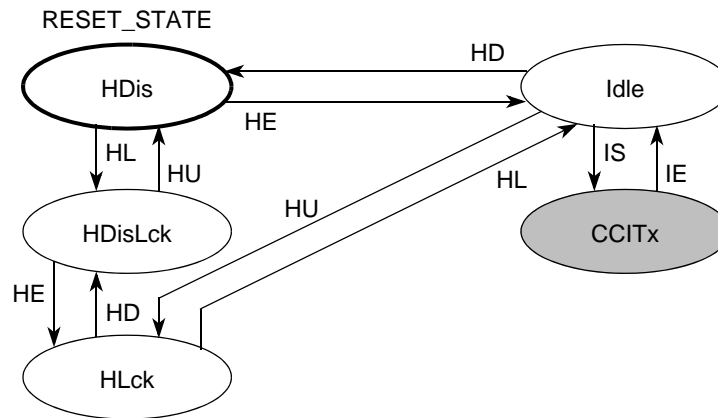 RESET_STATE
HDis
HD
Idle
HE
HL
HU
IS
IE
HU
HL
HDisLck
CCITx
HE
HD
HLck